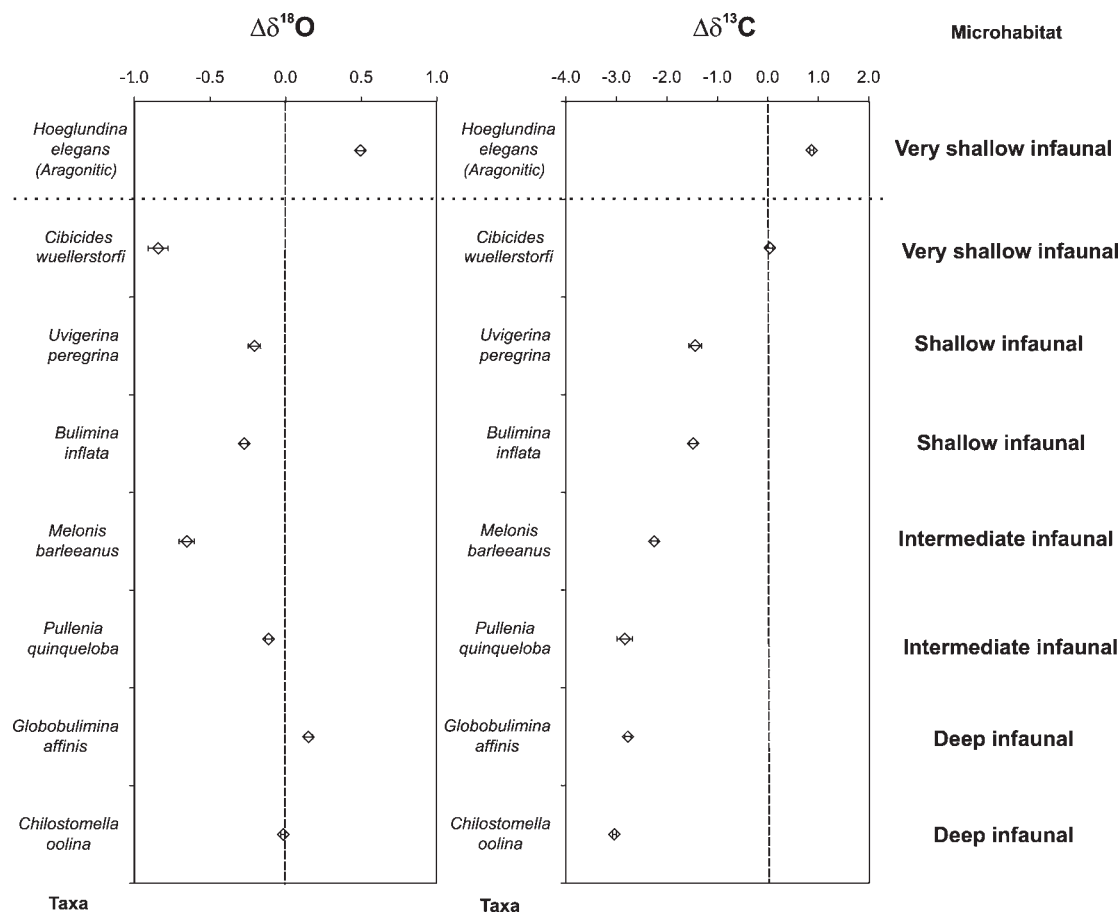 Δδ¹⁸O
Δδ¹³C
Microhabitat
-1.0 -0.5 0.0 0.5 1.0
-4.0 -3.0 -2.0 -1.0 0.0 1.0 2.0
Hoeglundina
elegans
(Aragonitic)
Hoeglundina
elegans
(Aragonitic)
Very shallow infaunal
Cibicides
wuellerstorfi
Cibicides
wuellerstorfi
Very shallow infaunal
Uvigerina
peregrina
Uvigerina
peregrina
Shallow infaunal
Bulimina
inflata
Bulimina
inflata
Shallow infaunal
Melonis
barleeanus
Melonis
barleeanus
Intermediate infaunal
Pullenia
quinqueloba
Pullenia
quinqueloba
Intermediate infaunal
Globobulimina
affinis
Globobulimina
affinis
Deep infaunal
Chilostomella
oolina
Chilostomella
oolina
Deep infaunal
Taxa
Taxa